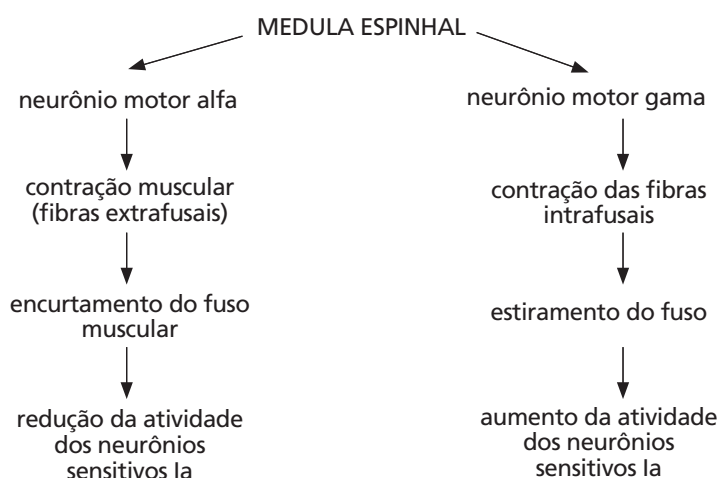 MEDULA ESPINHAL
neurônio motor alfa
neurônio motor gama
contração muscular
(fibras extrafusais)
contração das fibras
intrafusais
encurtamento do fuso
muscular
estiramento do fuso
redução da atividade
dos neurônios
sensitivos Ia
aumento da atividade
dos neurônios
sensitivos Ia